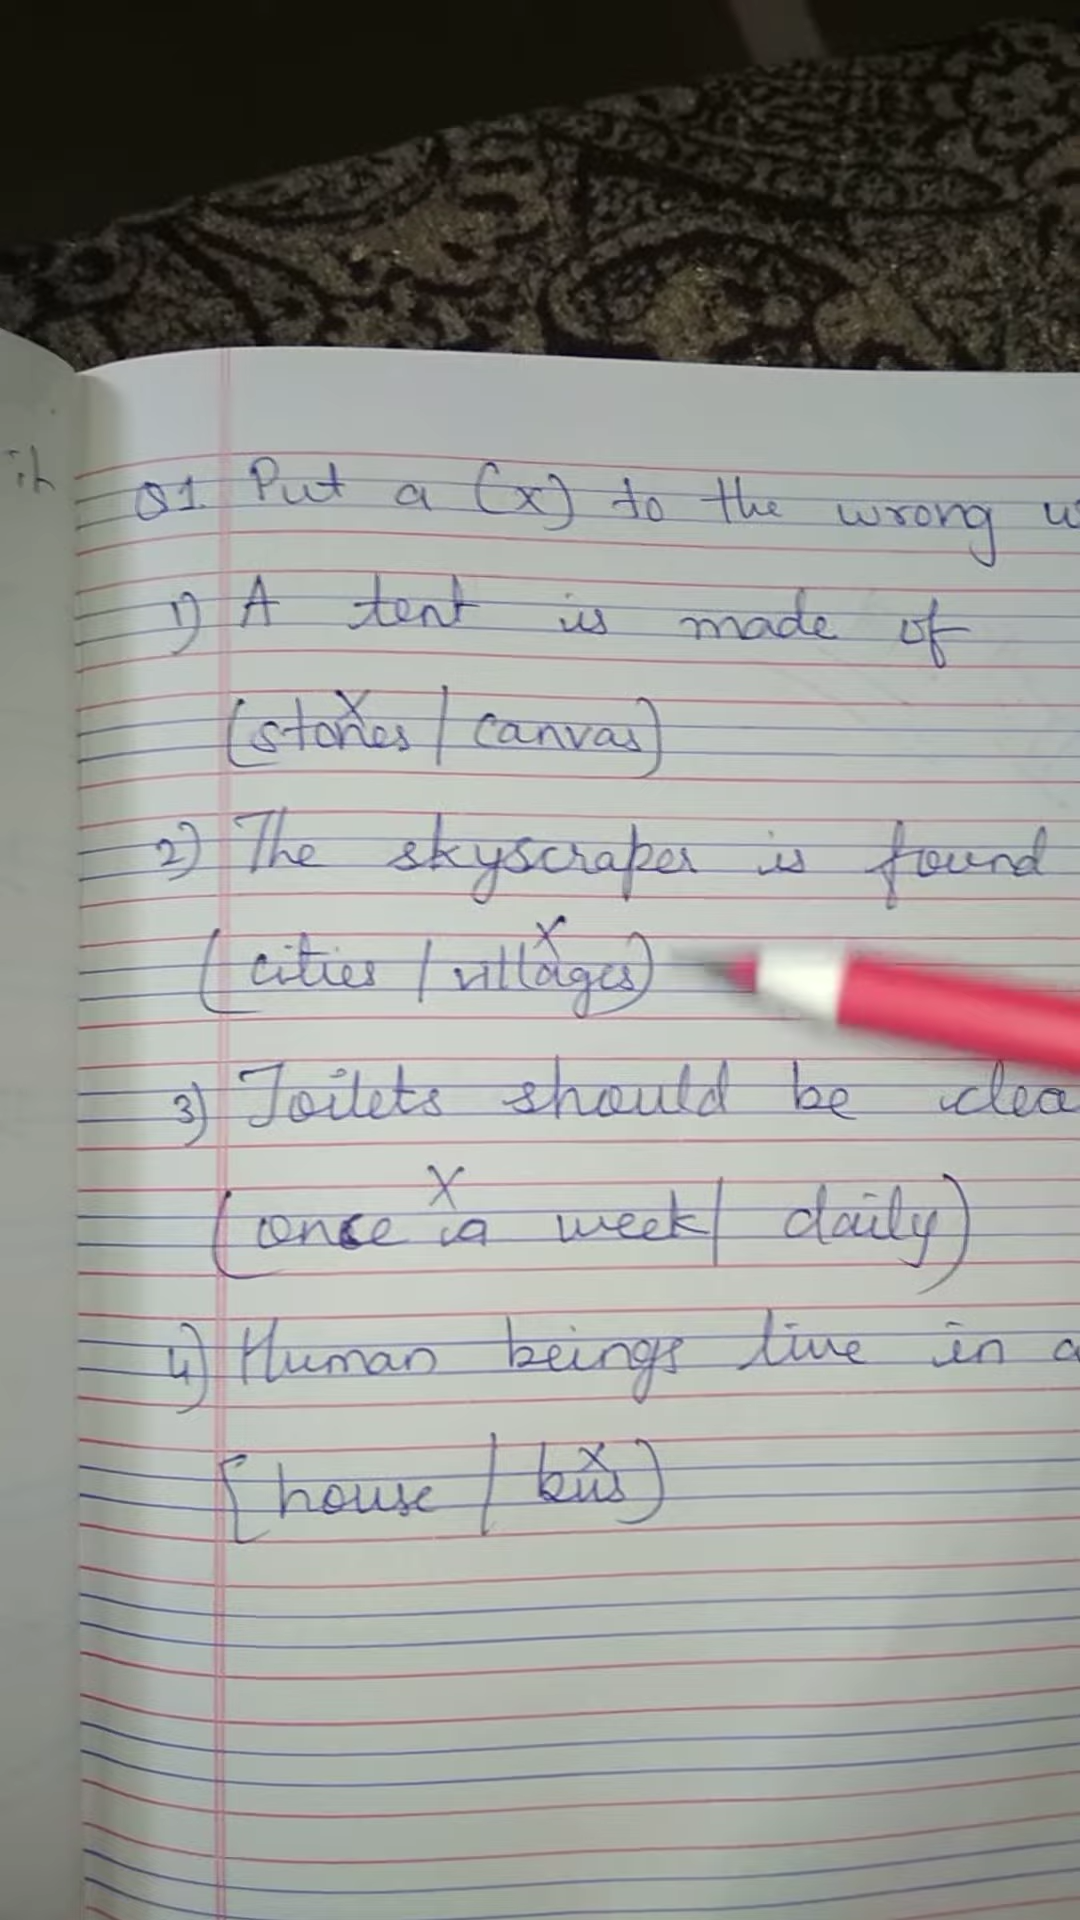 Q1. Put a (x) to the wrong
1) A tent is made of
x
(stones / canvas)
2) The skyscraper is found
x
(cities / villages)
3) Toilets should be clea
x
(once a week / daily)
4) Human beings live in a
x
[house / bus)